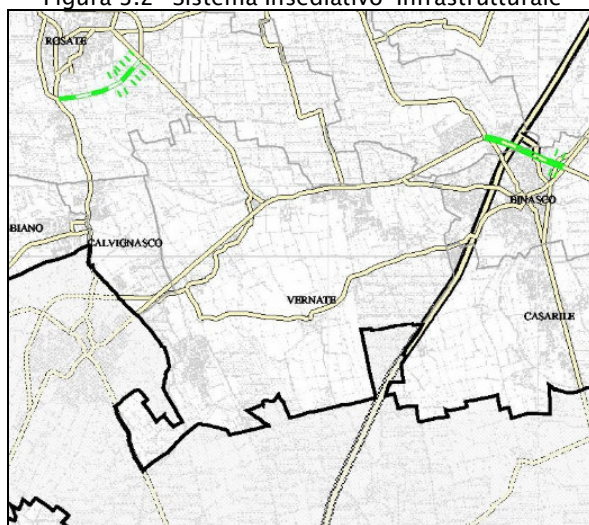 Figura 3.2 Sistema Insediativo Infrastrutturale
ROSATE
BINASCO
BIANO
CALVIGNASCO
VERNATE
CASARILE